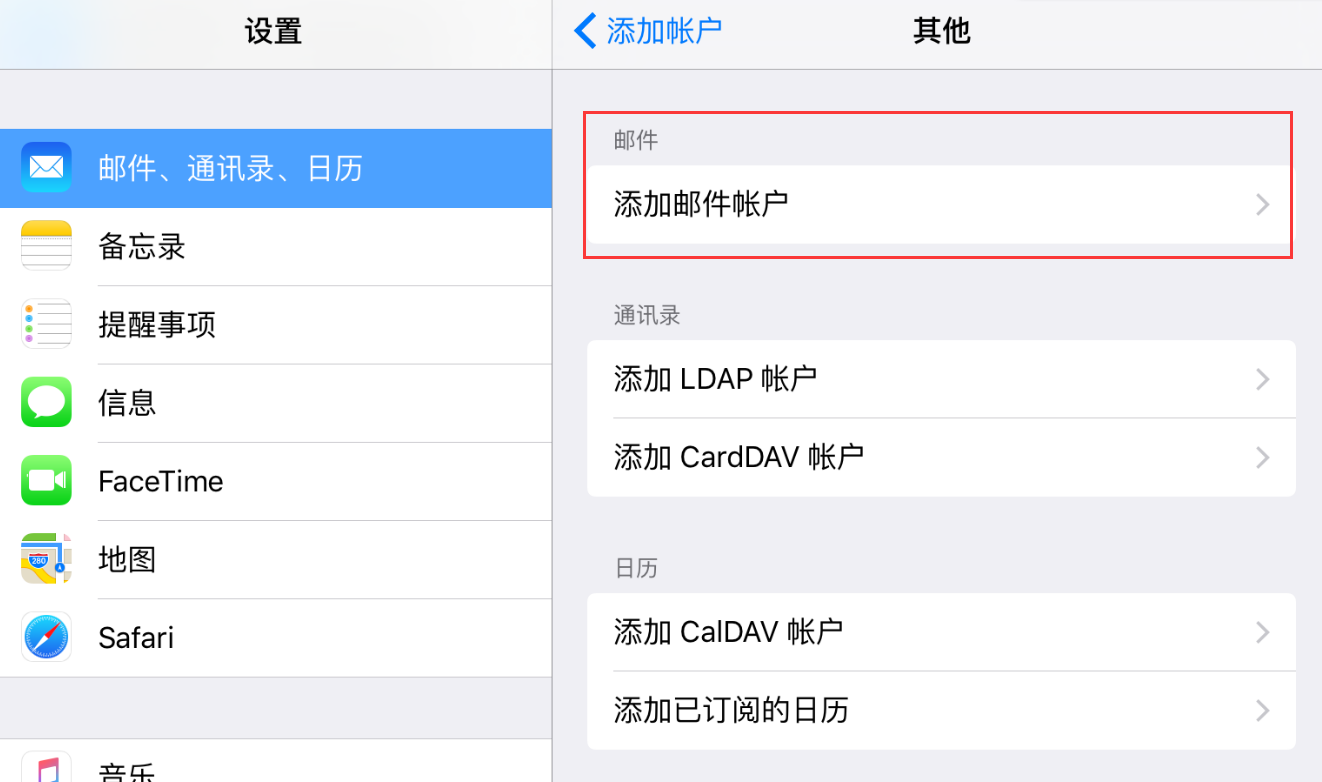 设置
邮件、通讯录、日历
备忘录
提醒事项
信息
FaceTime
地图
280
Safari
音乐
添加帐户
其他
邮件
添加邮件帐户
通讯录
添加 LDAP 帐户
添加 CardDAV 帐户
日历
添加 CalDAV 帐户
添加已订阅的日历